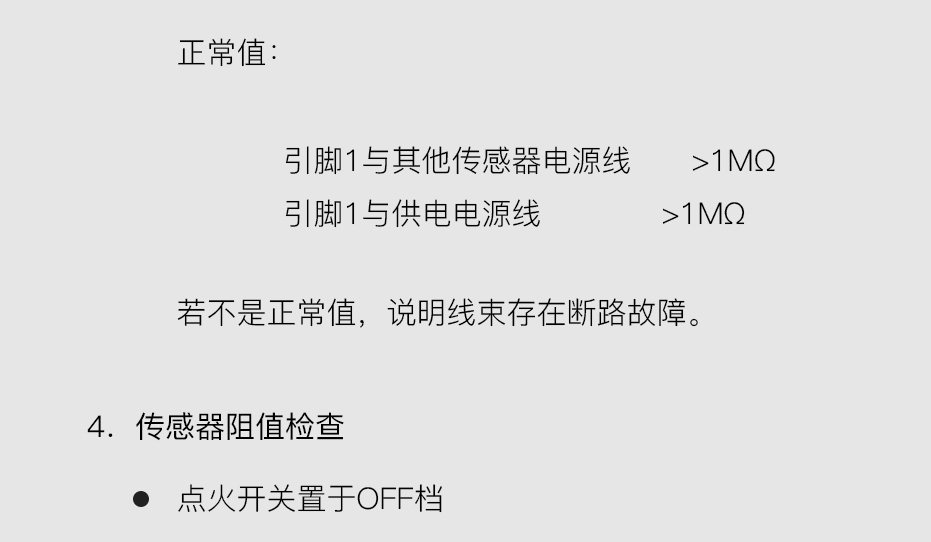 正常值：
引脚1与其他传感器电源线 >1MΩ
引脚1与供电电源线 >1MΩ
若不是正常值，说明线束存在断路故障。
4. 传感器阻值检查
● 点火开关置于OFF档